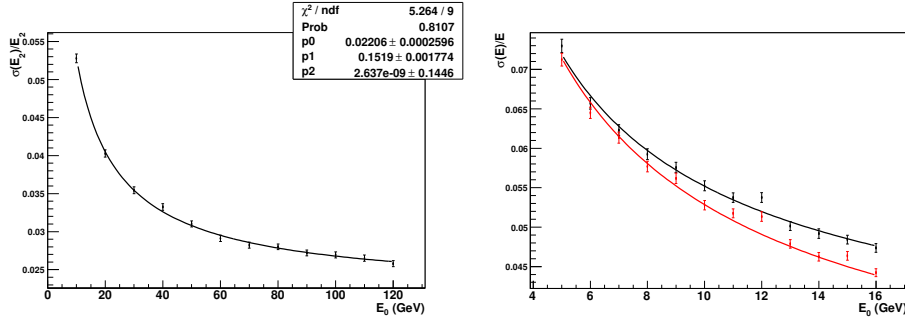 χ² / ndf 5.264 / 9
Prob 0.8107
p0 0.02206 ± 0.0002596
p1 0.1519 ± 0.001774
p2 2.637e-09 ± 0.1446
σ(E₂)/E₂
0.055
0.05
0.045
0.04
0.035
0.03
0.025
0 20 40 60 80 100 120
E₀ (GeV)
σ(E)/E
0.07
0.065
0.06
0.055
0.05
0.045
4 6 8 10 12 14 16
E₀ (GeV)